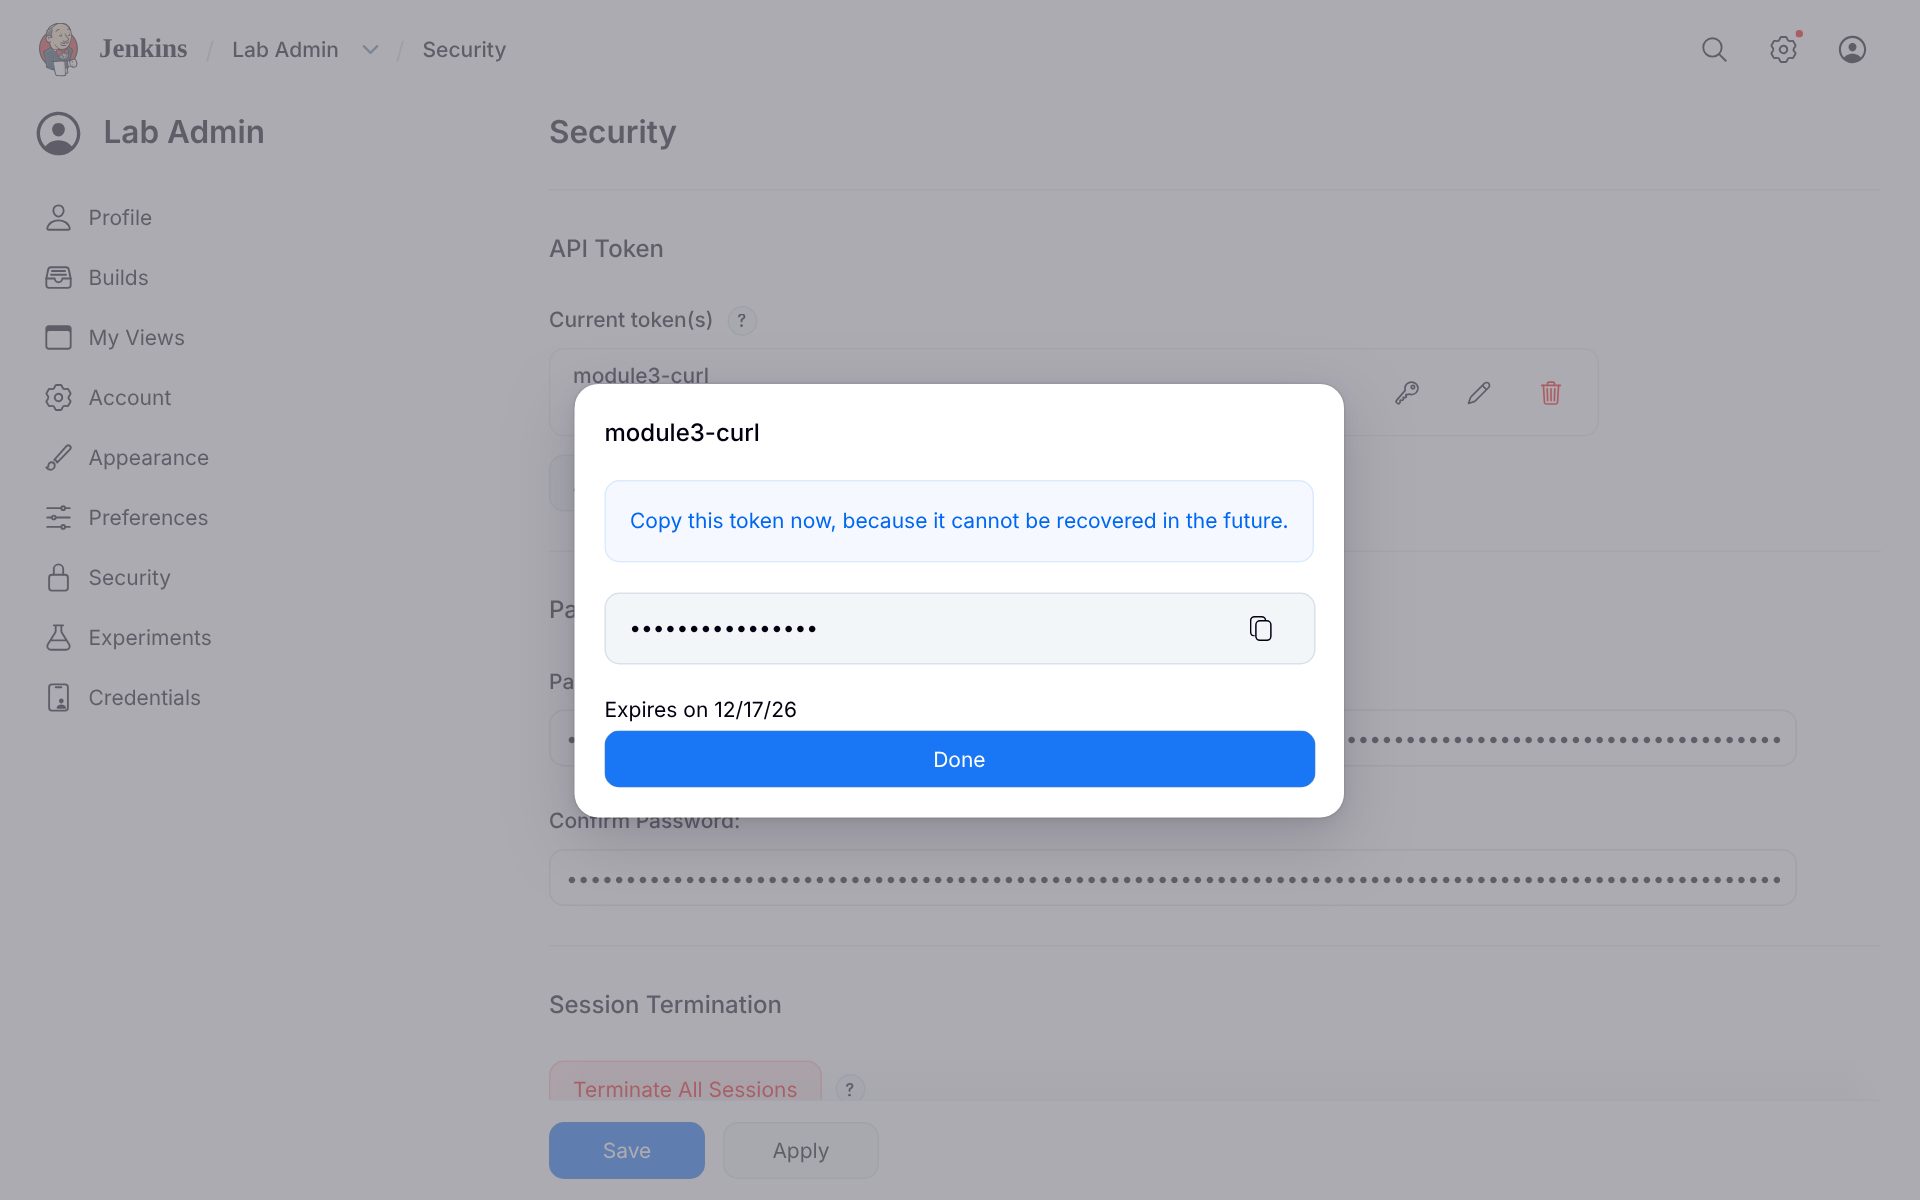 Jenkins / Lab Admin / Security
Lab Admin
Profile
Builds
My Views
Account
Appearance
Preferences
Security
Experiments
Credentials
Security
API Token
Current token(s) ?
module3-curl
module3-curl
Copy this token now, because it cannot be recovered in the future.
••••••••••••••••
Expires on 12/17/26
Done
Pa
Pa
Confirm Password:
Session Termination
Terminate All Sessions ?
Save
Apply